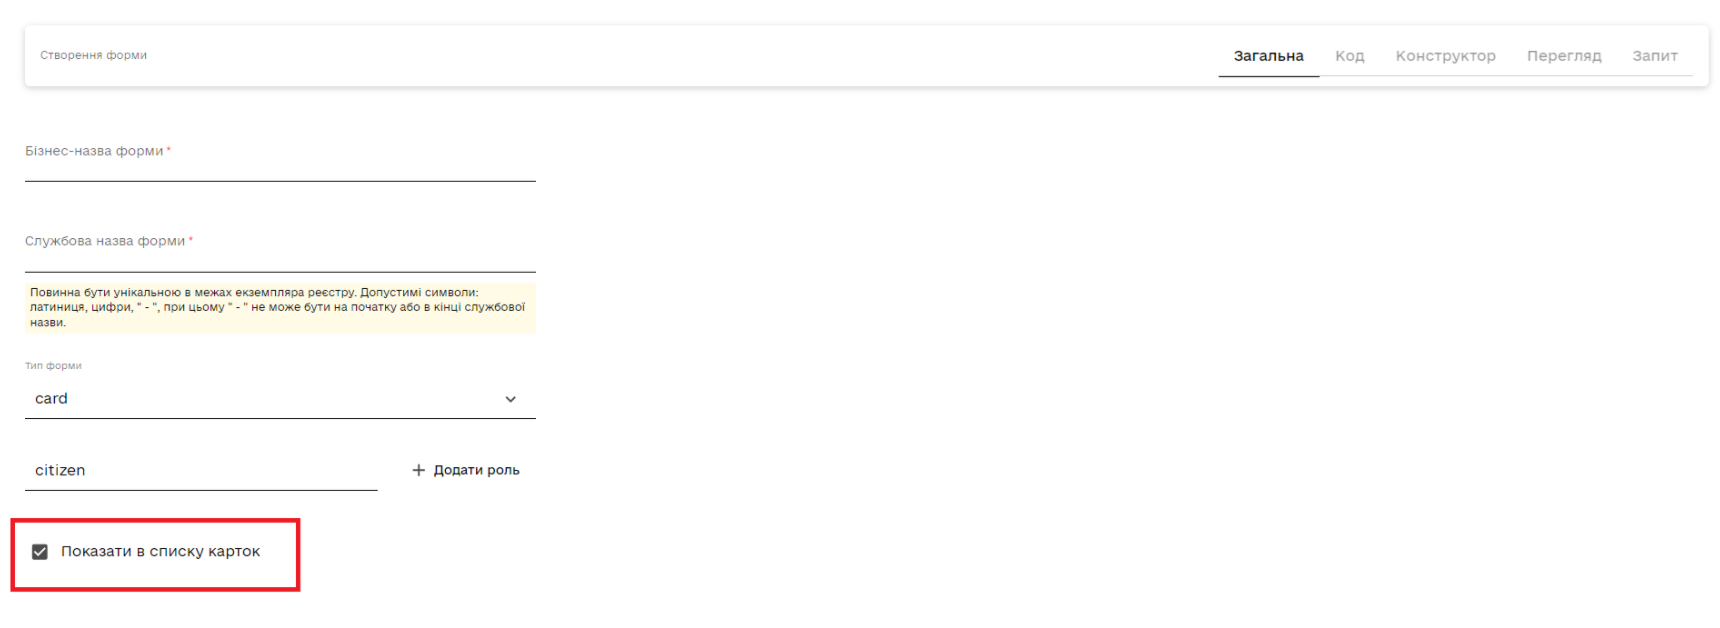 Створення форми
Загальна Код Конструктор Перегляд Запит
Бізнес-назва форми *
Службова назва форми *
Повинна бути унікальною в межах екземпляра реєстру. Допустимі символи:
латиниця, цифри, " - ", при цьому " - " не може бути на початку або в кінці службової
назви.
Тип форми
card
citizen
+ Додати роль
Показати в списку карток